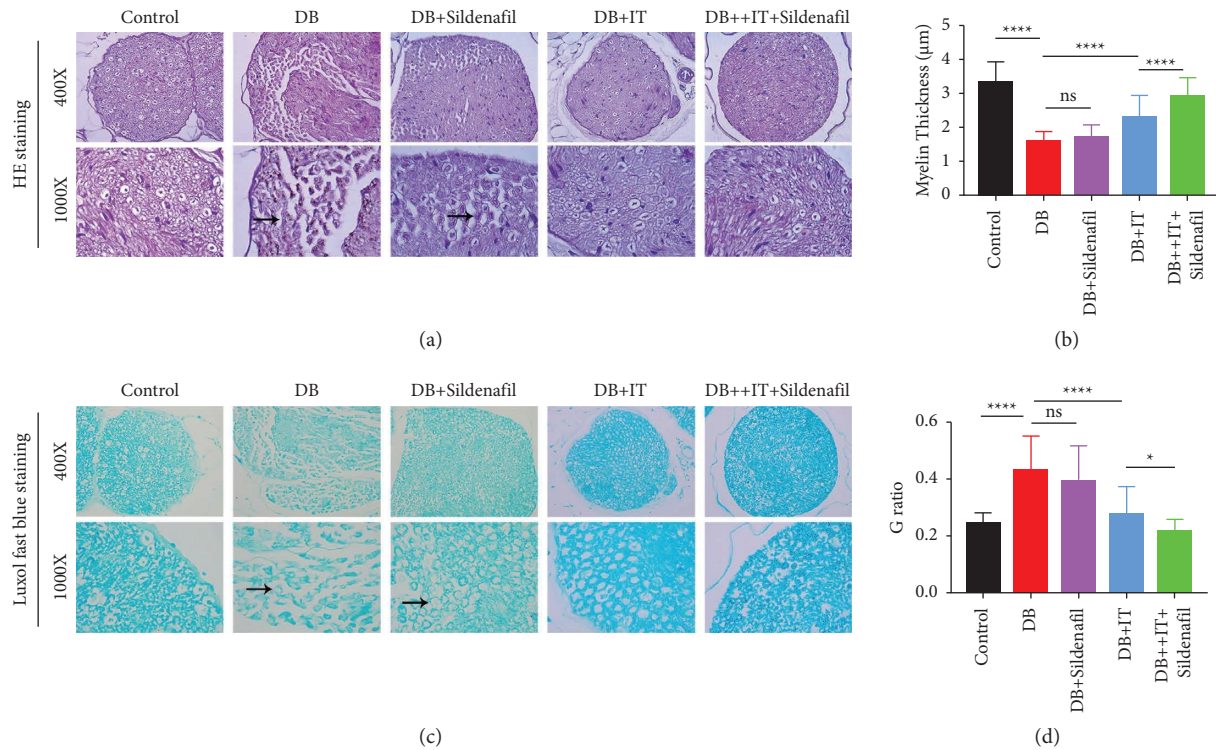 Control DB DB+Sildenafil DB+IT DB++IT+Sildenafil
HE staining
400X
1000X
(a)
Myelin Thickness (µm)
5
4
3
2
1
0
****
****
****
ns
Control
DB
DB+Sildenafil
DB+IT
DB++IT+
Sildenafil
(b)
Control DB DB+Sildenafil DB+IT DB++IT+Sildenafil
Luxol fast blue staining
400X
1000X
(c)
G ratio
0.6
0.4
0.2
0.0
****
****
ns
*
Control
DB
DB+Sildenafil
DB+IT
DB++IT+
Sildenafil
(d)